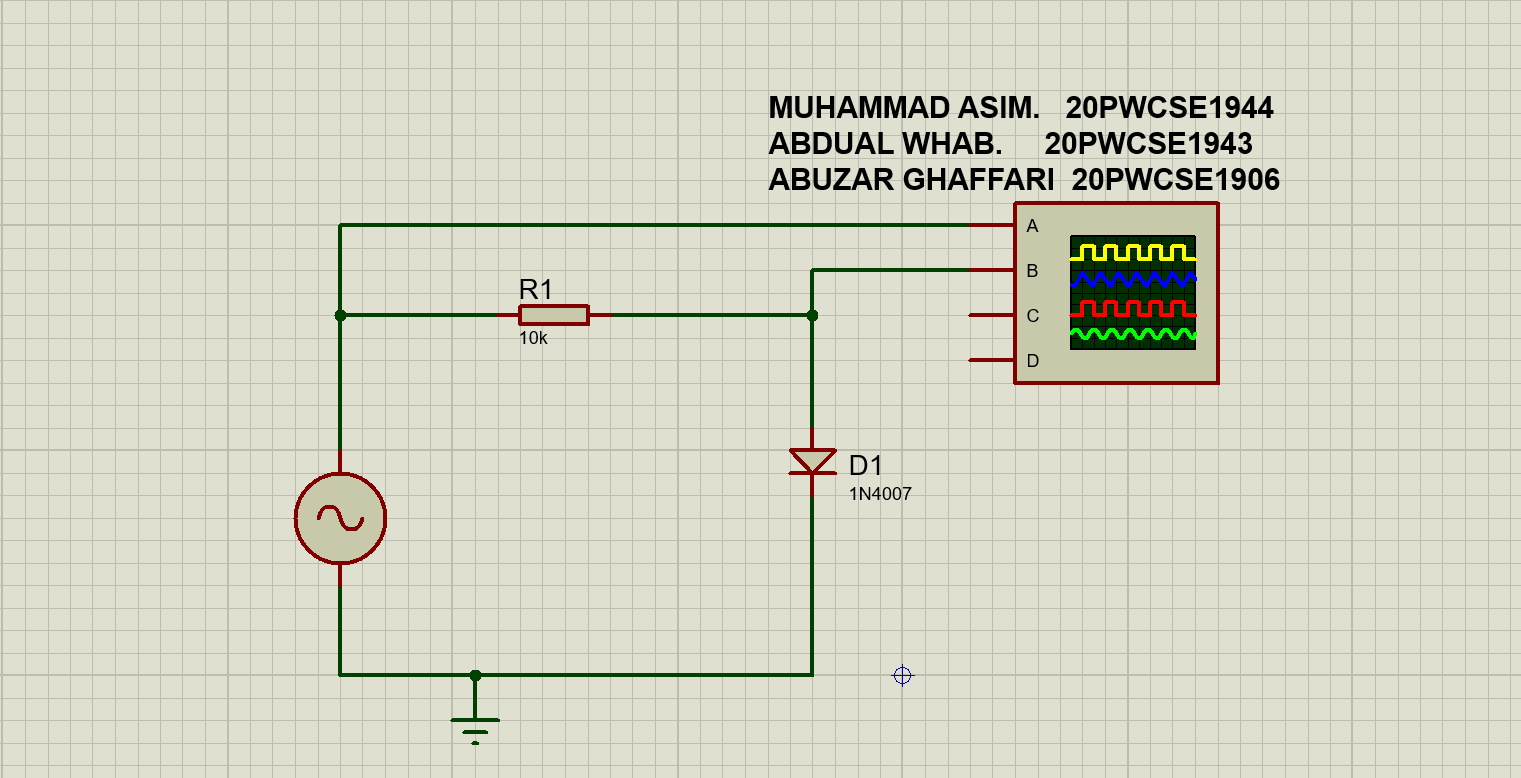 MUHAMMAD ASIM. 20PWCSE1944
ABDUAL WHAB. 20PWCSE1943
ABUZAR GHAFFARI 20PWCSE1906
A
B
R1
10k
C
D
D1
1N4007